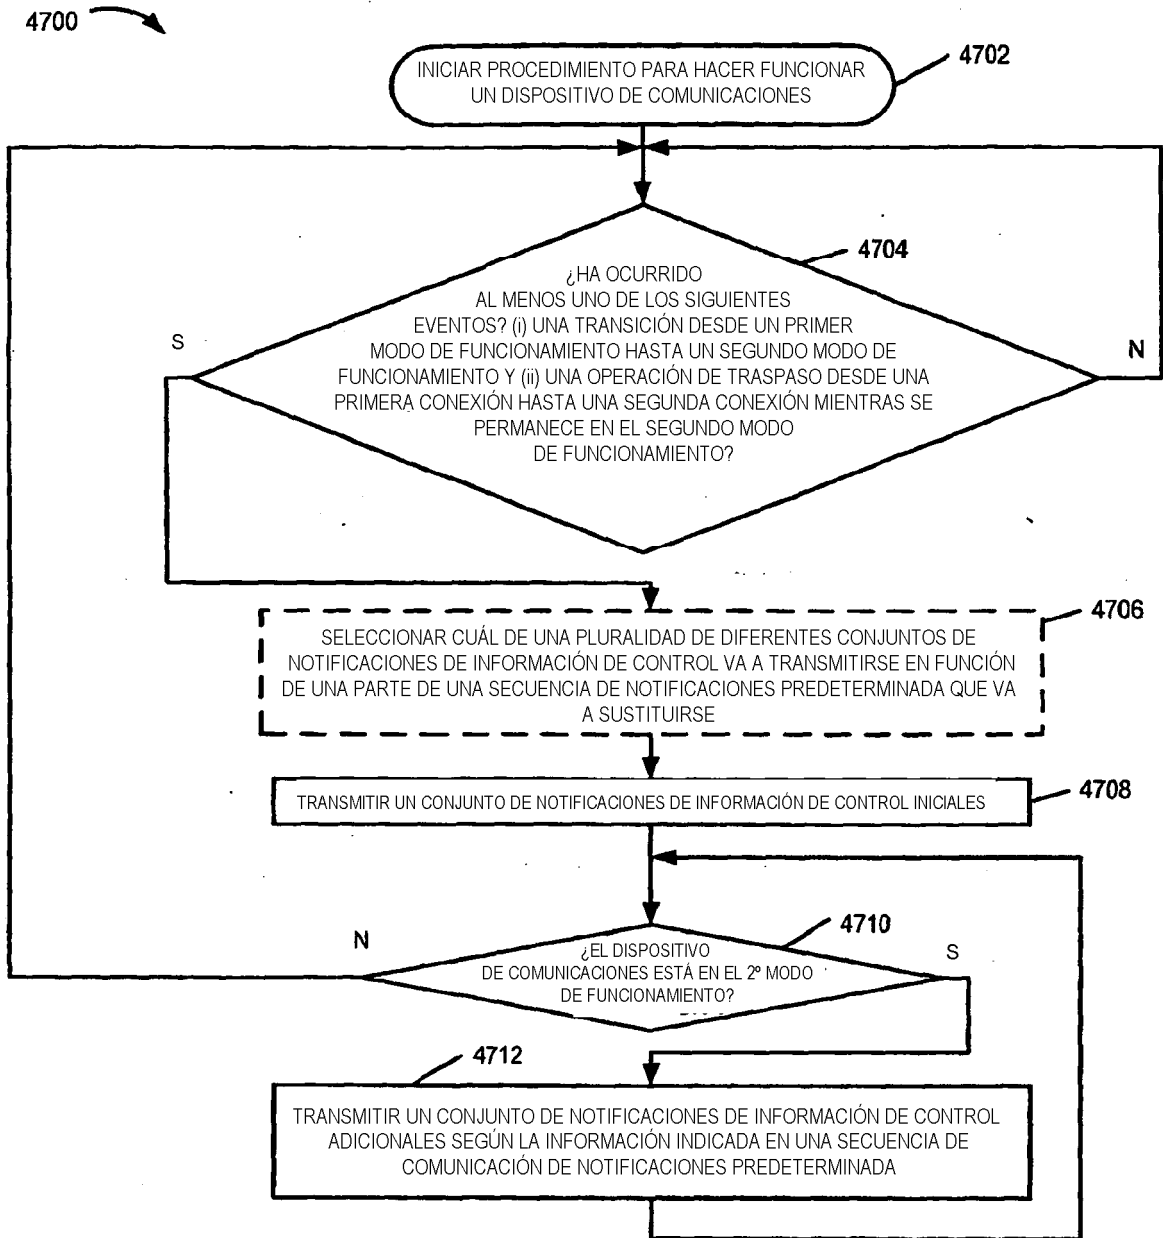 4700
4702
INICIAR PROCEDIMIENTO PARA HACER FUNCIONAR
UN DISPOSITIVO DE COMUNICACIONES
4704
¿HA OCURRIDO
AL MENOS UNO DE LOS SIGUIENTES
EVENTOS? (i) UNA TRANSICIÓN DESDE UN PRIMER
MODO DE FUNCIONAMIENTO HASTA UN SEGUNDO MODO DE
FUNCIONAMIENTO Y (ii) UNA OPERACIÓN DE TRASPASO DESDE UNA
PRIMERA CONEXIÓN HASTA UNA SEGUNDA CONEXIÓN MIENTRAS SE
PERMANECE EN EL SEGUNDO MODO
DE FUNCIONAMIENTO?
S
N
4706
SELECCIONAR CUÁL DE UNA PLURALIDAD DE DIFERENTES CONJUNTOS DE
NOTIFICACIONES DE INFORMACIÓN DE CONTROL VA A TRANSMITIRSE EN FUNCIÓN
DE UNA PARTE DE UNA SECUENCIA DE NOTIFICACIONES PREDETERMINADA QUE VA
A SUSTITUIRSE
4708
TRANSMITIR UN CONJUNTO DE NOTIFICACIONES DE INFORMACIÓN DE CONTROL INICIALES
4710
N
S
¿EL DISPOSITIVO
DE COMUNICACIONES ESTÁ EN EL 2º MODO
DE FUNCIONAMIENTO?
4712
TRANSMITIR UN CONJUNTO DE NOTIFICACIONES DE INFORMACIÓN DE CONTROL
ADICIONALES SEGÚN LA INFORMACIÓN INDICADA EN UNA SECUENCIA DE
COMUNICACIÓN DE NOTIFICACIONES PREDETERMINADA